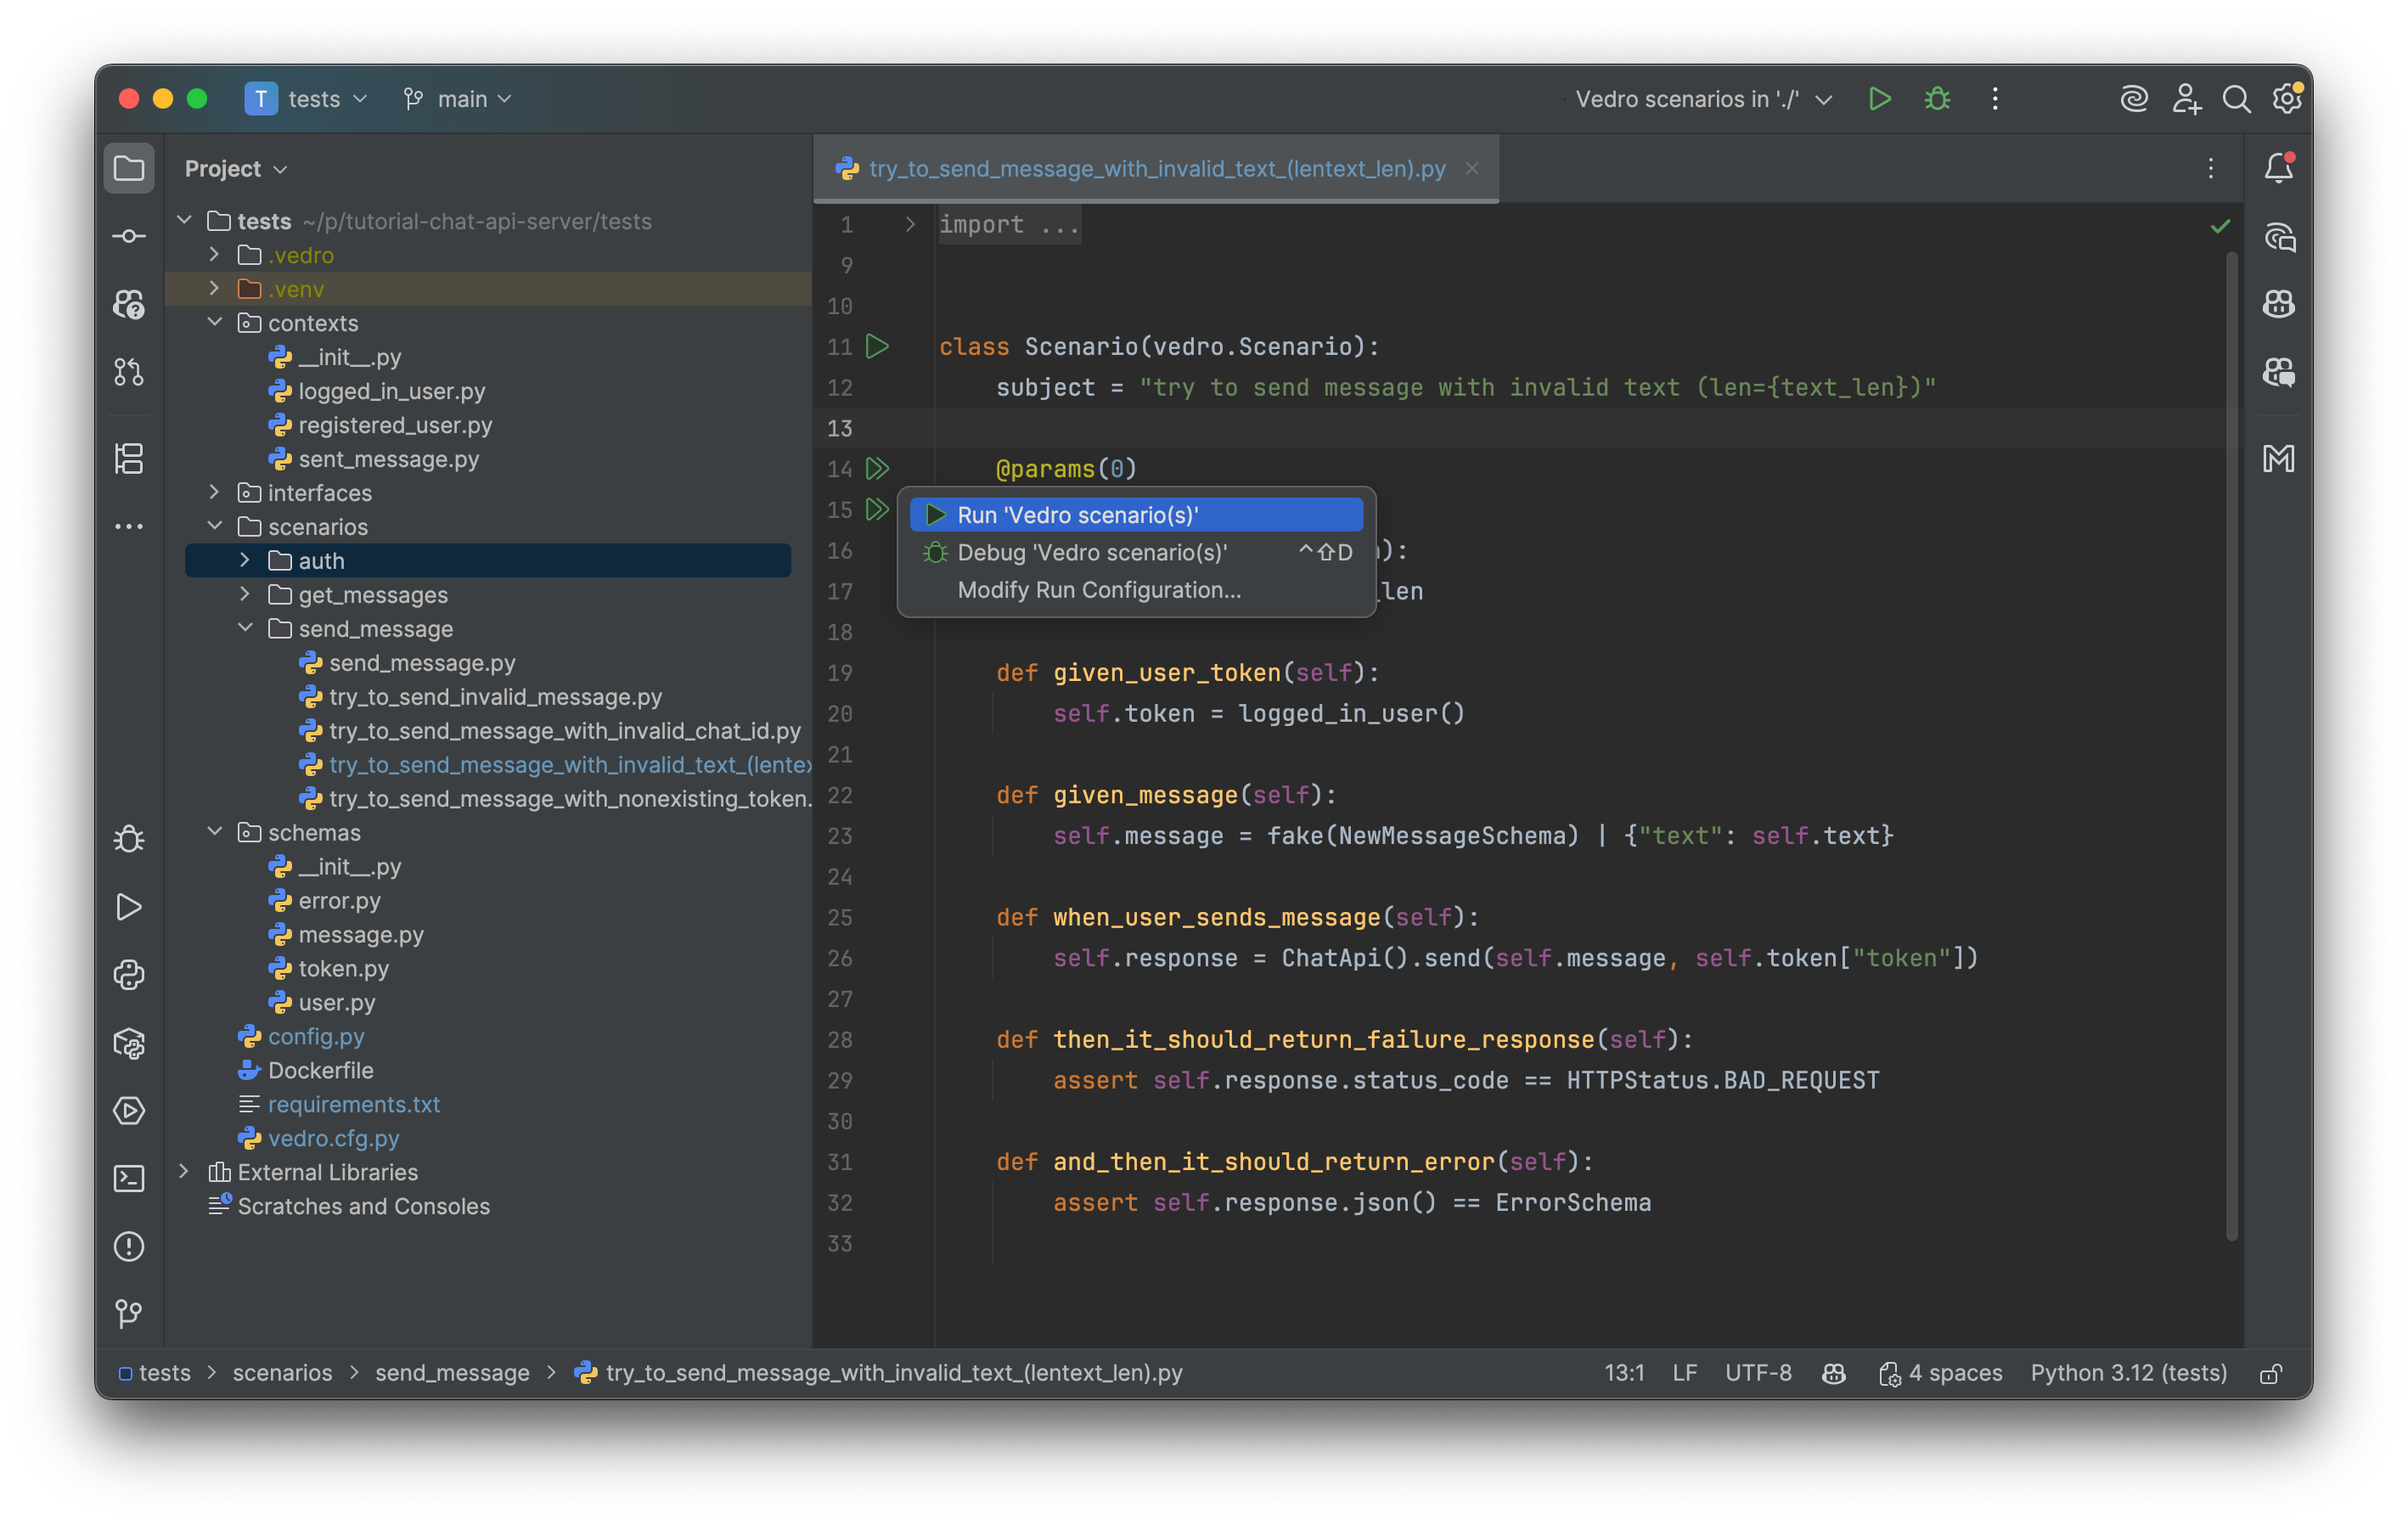 T tests main Vedro scenarios in './'
Project
tests ~/p/tutorial-chat-api-server/tests
.vedro
.venv
contexts
__init__.py
logged_in_user.py
registered_user.py
sent_message.py
interfaces
scenarios
auth
get_messages
send_message
send_message.py
try_to_send_invalid_message.py
try_to_send_message_with_invalid_chat_id.py
try_to_send_message_with_invalid_text_(lentex
try_to_send_message_with_nonexisting_token.
schemas
__init__.py
error.py
message.py
token.py
user.py
config.py
Dockerfile
requirements.txt
vedro.cfg.py
External Libraries
Scratches and Consoles
try_to_send_message_with_invalid_text_(lentext_len).py
1 import ...
9
10
11 class Scenario(vedro.Scenario):
12 subject = "try to send message with invalid text (len={text_len})"
13
14 @params(0)
15
16 ):
17 _len
18
19 def given_user_token(self):
20 self.token = logged_in_user()
21
22 def given_message(self):
23 self.message = fake(NewMessageSchema) | {"text": self.text}
24
25 def when_user_sends_message(self):
26 self.response = ChatApi().send(self.message, self.token["token"])
27
28 def then_it_should_return_failure_response(self):
29 assert self.response.status_code == HTTPStatus.BAD_REQUEST
30
31 def and_then_it_should_return_error(self):
32 assert self.response.json() == ErrorSchema
33
Run 'Vedro scenario(s)'
Debug 'Vedro scenario(s)' ^⇧D
Modify Run Configuration...
tests > scenarios > send_message > try_to_send_message_with_invalid_text_(lentext_len).py
13:1 LF UTF-8 4 spaces Python 3.12 (tests)